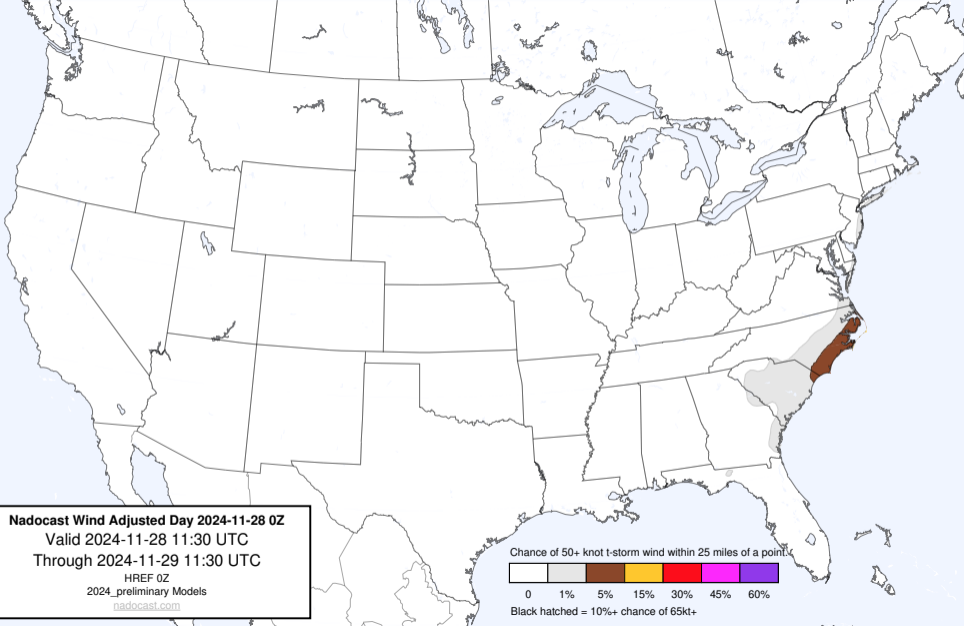 Nadocast Wind Adjusted Day 2024-11-28 0Z
Valid 2024-11-28 11:30 UTC
Through 2024-11-29 11:30 UTC
HREF 0Z
2024_preliminary Models
nadocast.com
Chance of 50+ knot t-storm wind within 25 miles of a point.
0 1% 5% 15% 30% 45% 60%
Black hatched = 10%+ chance of 65kt+